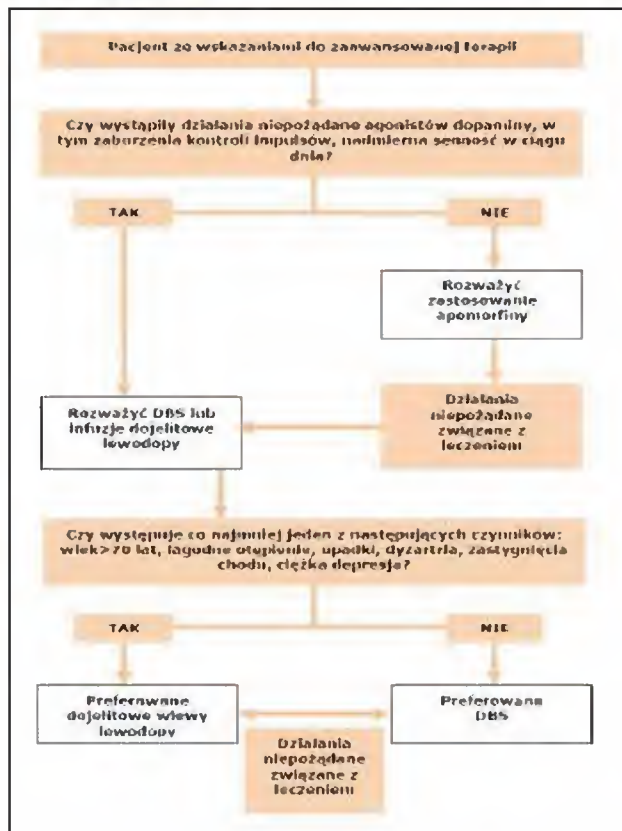 Pacjent ze wskazaniami do zaawansowanej terapii
Czy wystąpiły działania niepożądane agonistów dopaminy, w
tym zaburzenia kontroli impulsów, nadmierna senność w ciągu
dnia?
TAK
NIE
Rozważyć
zastosowanie
apomorfiny
Rozważyć DBS lub
infuzje dojelitowe
lewodopy
Działania
niepożądane
związane z
leczeniem
Czy występuje co najmniej jeden z następujących czynników:
wiek>70 lat, łagodne otępienie, upadki, dyzartria, zastygnięcia
chodu, ciężka depresja?
TAK
NIE
Preferowane
dojelitowe wlewy
lewodopy
Preferowana
DBS
Działania
niepożądane
związane z
leczeniem